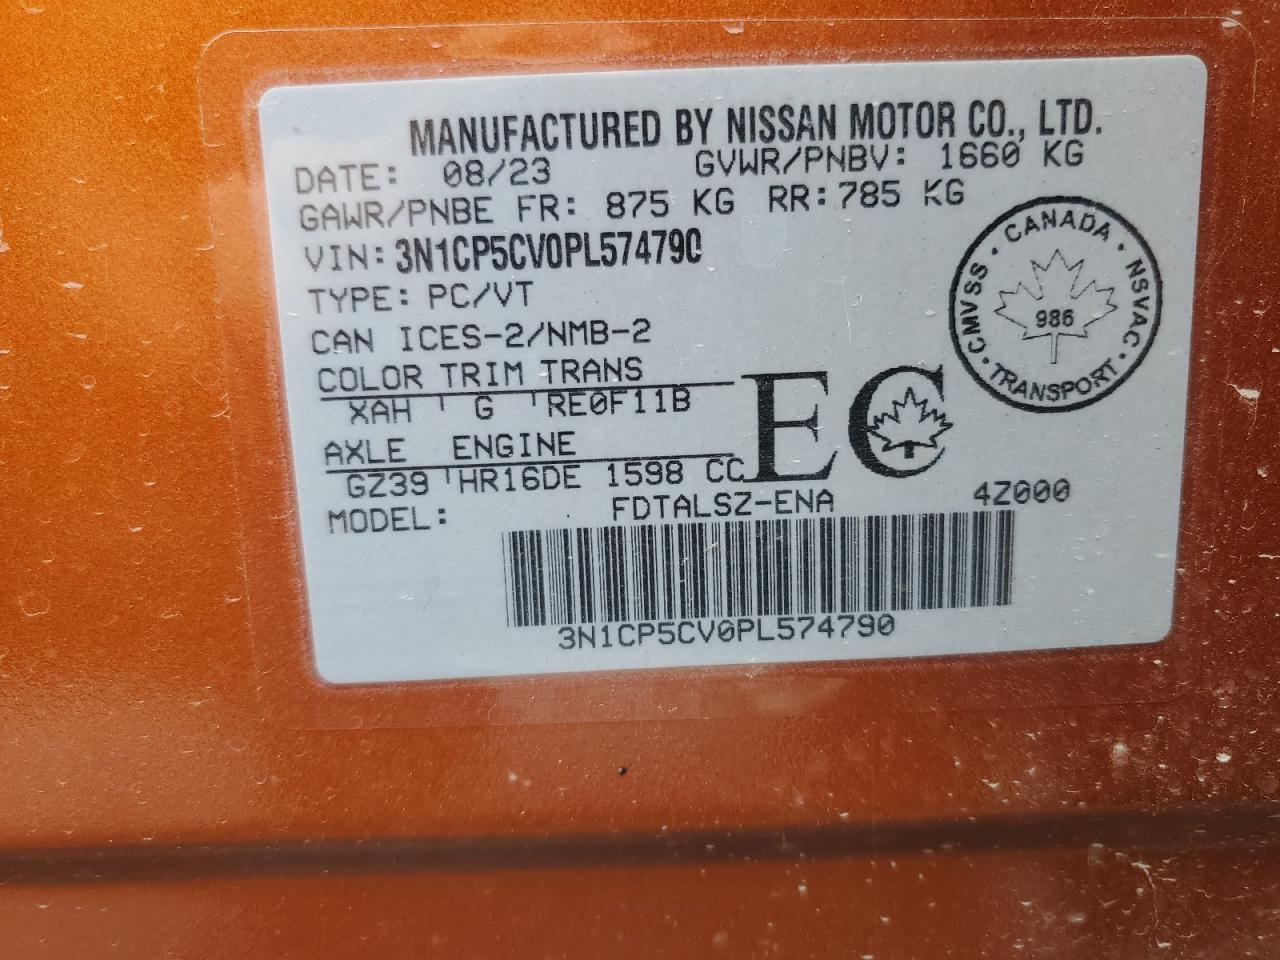 MANUFACTURED BY NISSAN MOTOR CO., LTD.
DATE: 08/23 GVWR/PNBV: 1660 KG
GAWR/PNBE FR: 875 KG RR:785 KG
VIN: 3N1CP5CV0PL574790
TYPE: PC/VT
CAN ICES-2/NMB-2
COLOR TRIM TRANS
XAH G RE0F11B
AXLE ENGINE
GZ39 HR16DE 1598 CC
MODEL: FDTALSZ-ENA 4Z000
3N1CP5CV0PL574790
EC
CANADA · NSVAC · TRANSPORT · CMVSS ·
986